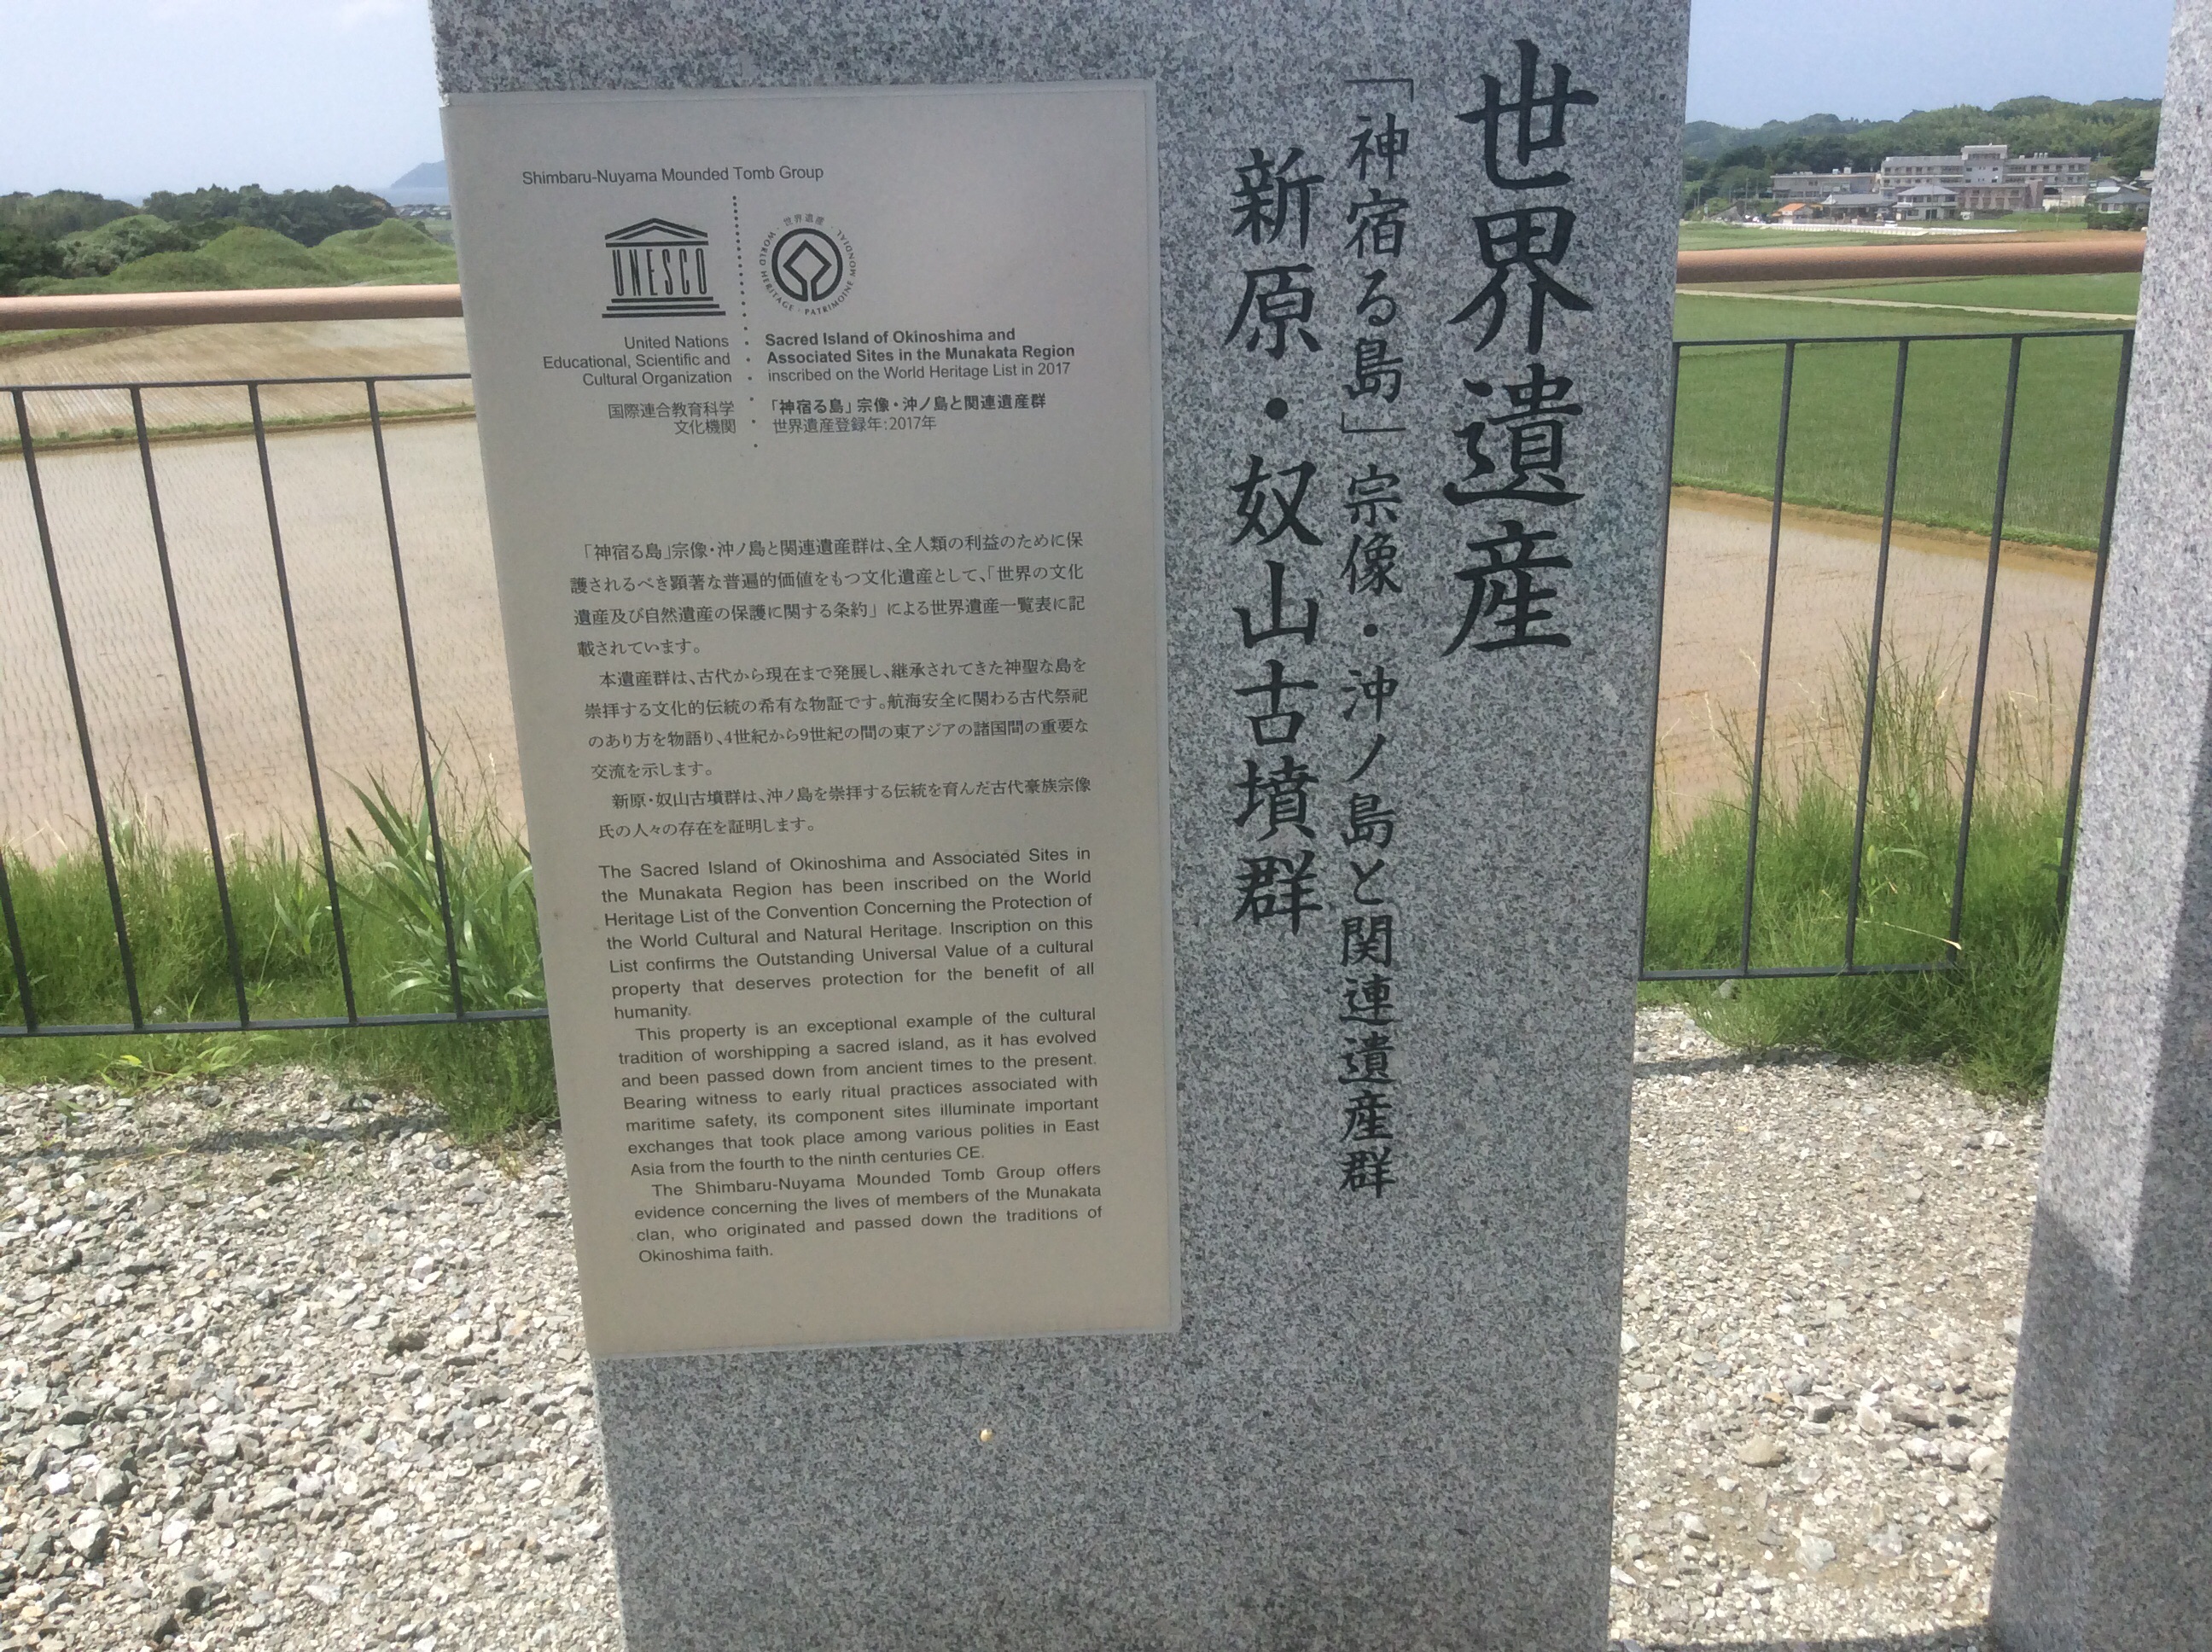 世界遺産
「神宿る島」宗像・沖ノ島と関連遺産群
新原・奴山古墳群
Shimbaru-Nuyama Mounded Tomb Group
UNESCO
世界遺産 · PATRIMOINE MONDIAL · WORLD HERITAGE
United Nations
Educational, Scientific and
Cultural Organization
国際連合教育科学
文化機関
Sacred Island of Okinoshima and
Associated Sites in the Munakata Region
inscribed on the World Heritage List in 2017
「神宿る島」宗像・沖ノ島と関連遺産群
世界遺産登録年:2017年
「神宿る島」宗像・沖ノ島と関連遺産群は、全人類の利益のために保
護されるべき顕著な普遍的価値をもつ文化遺産として、「世界の文化
遺産及び自然遺産の保護に関する条約」による世界遺産一覧表に記
載されています。
本遺産群は、古代から現在まで発展し、継承されてきた神聖な島を
崇拝する文化的伝統の希有な物証です。航海安全に関わる古代祭祀
のあり方を物語り、4世紀から9世紀の間の東アジアの諸国間の重要な
交流を示します。
新原・奴山古墳群は、沖ノ島を崇拝する伝統を育んだ古代豪族宗像
氏の人々の存在を証明します。
The Sacred Island of Okinoshima and Associated Sites in
the Munakata Region has been inscribed on the World
Heritage List of the Convention Concerning the Protection of
the World Cultural and Natural Heritage. Inscription on this
List confirms the Outstanding Universal Value of a cultural
property that deserves protection for the benefit of all
humanity.
This property is an exceptional example of the cultural
tradition of worshipping a sacred island, as it has evolved
and been passed down from ancient times to the present.
Bearing witness to early ritual practices associated with
maritime safety, its component sites illuminate important
exchanges that took place among various polities in East
Asia from the fourth to the ninth centuries CE.
The Shimbaru-Nuyama Mounded Tomb Group offers
evidence concerning the lives of members of the Munakata
clan, who originated and passed down the traditions of
Okinoshima faith.